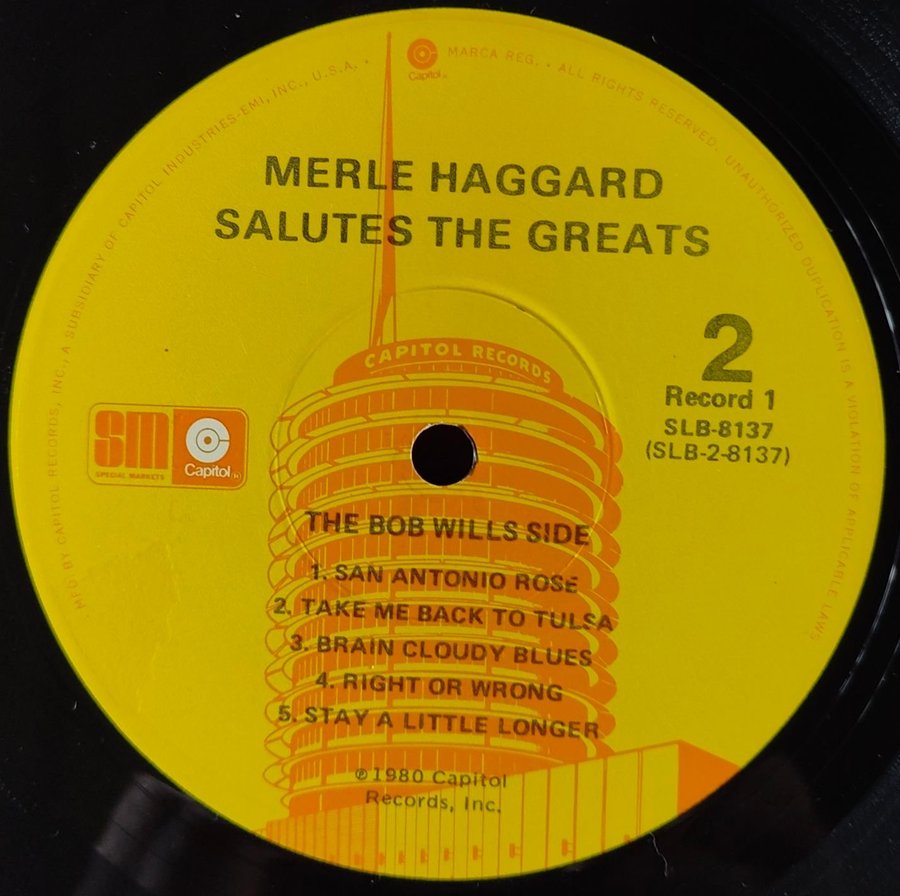 MFG. BY CAPITOL RECORDS, INC., A SUBSIDIARY OF CAPITOL INDUSTRIES-EMI, INC., U.S.A. •
Capitol
MARCA REG. • ALL RIGHTS RESERVED. UNAUTHORIZED DUPLICATION IS A VIOLATION OF APPLICABLE LAWS
MERLE HAGGARD
SALUTES THE GREATS
CAPITOL RECORDS
2
Record 1
SLB-8137
(SLB-2-8137)
SM
SPECIAL MARKETS
Capitol
THE BOB WILLS SIDE
1. SAN ANTONIO ROSE
2. TAKE ME BACK TO TULSA
3. BRAIN CLOUDY BLUES
4. RIGHT OR WRONG
5. STAY A LITTLE LONGER
℗1980 Capitol
Records, Inc.